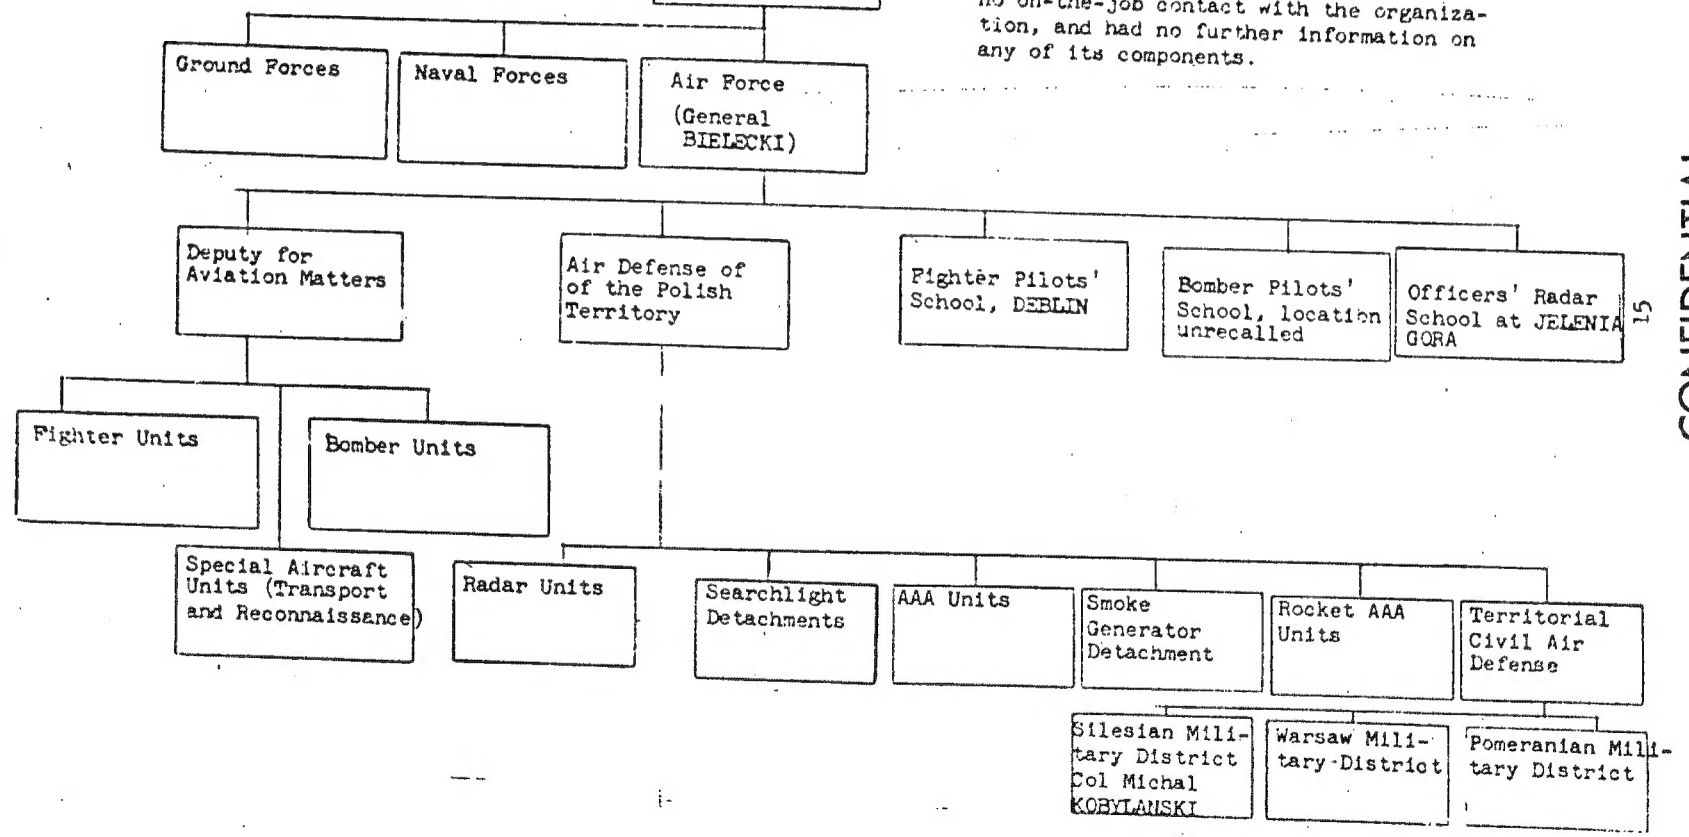 no on-the-job contact with the organiza-
tion, and had no further information on
any of its components.
Ground Forces
Naval Forces
Air Force
(General
BIELECKI)
Deputy for
Aviation Matters
Air Defense of
of the Polish
Territory
Fighter Pilots'
School, DEBLIN
Bomber Pilots'
School, location
unrecalled
Officers' Radar
School at JELENIA
GORA
15
CONFIDENTIAL
Fighter Units
Bomber Units
Special Aircraft
Units (Transport
and Reconnaissance)
Radar Units
Searchlight
Detachments
AAA Units
Smoke
Generator
Detachment
Rocket AAA
Units
Territorial
Civil Air
Defense
Silesian Mili-
tary District
Col Michal
KOBYLANSKI
Warsaw Mili-
tary District
Pomeranian Mili-
tary District